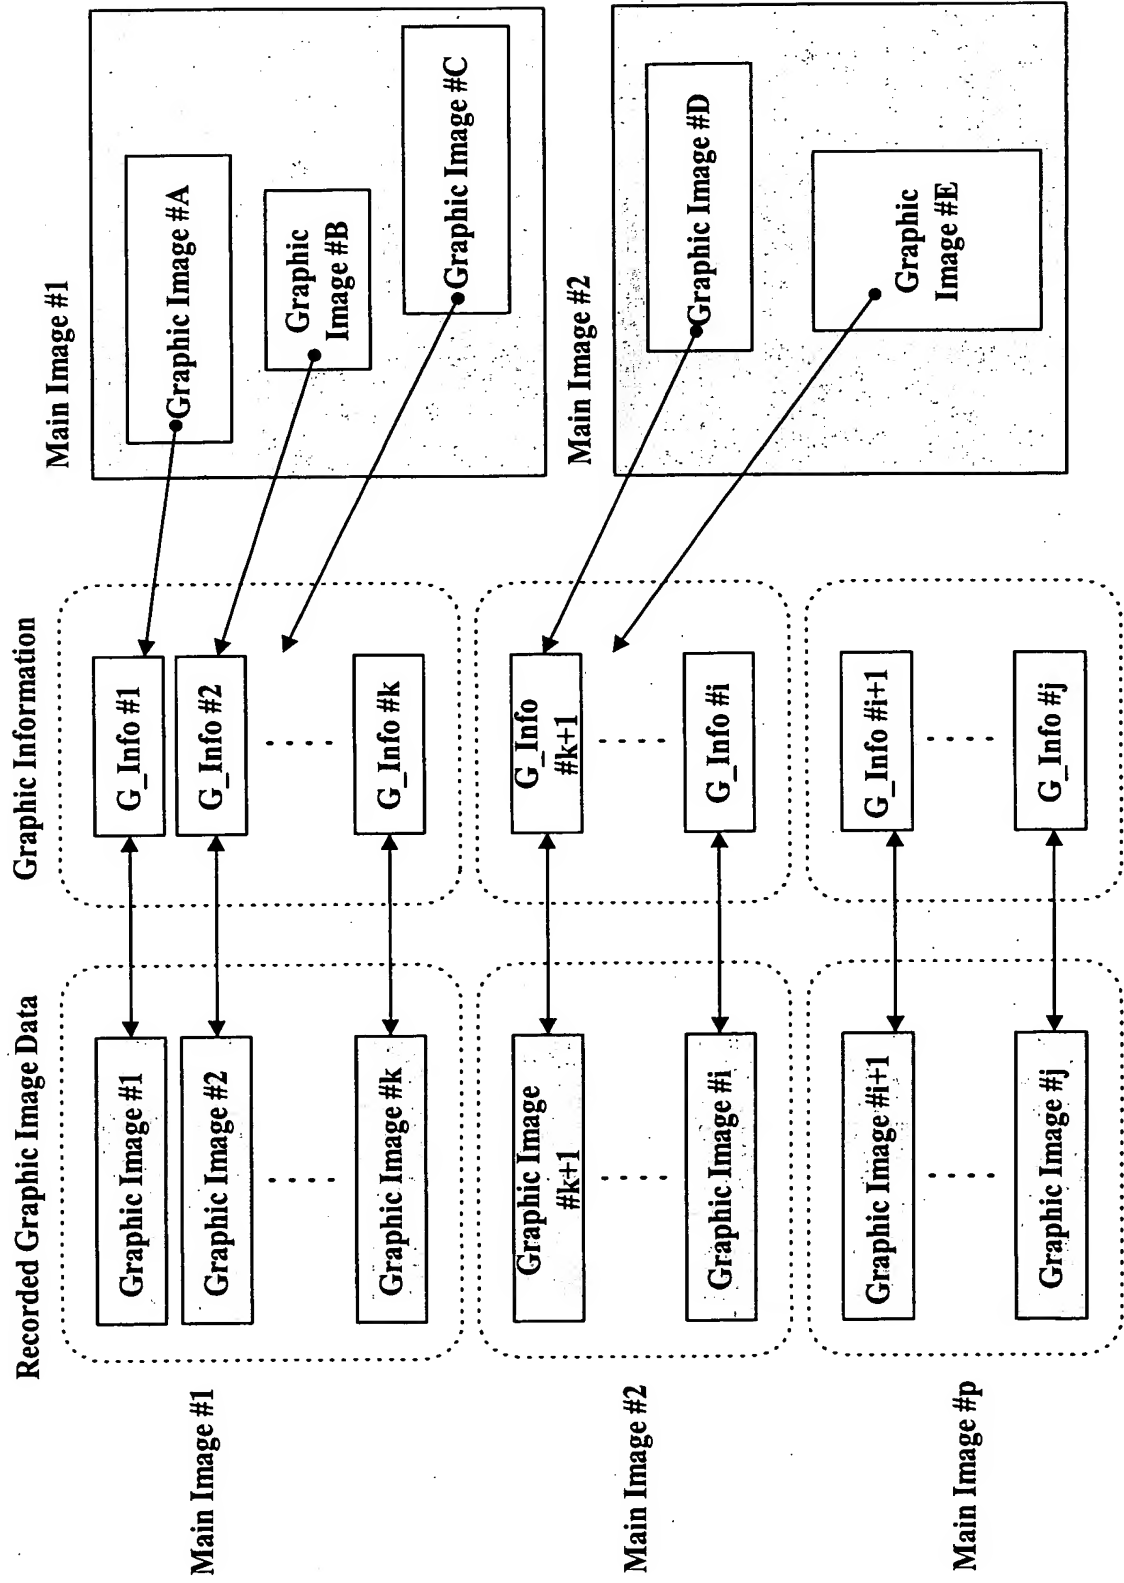 Recorded Graphic Image Data
Graphic Information
Main Image #1
Graphic Image #1
G_Info #1
Graphic Image #2
G_Info #2
Graphic Image #k
G_Info #k
Main Image #1
Graphic Image #A
Graphic
Image #B
Graphic Image #C
Main Image #2
Graphic Image
#k+1
G_Info
#k+1
Graphic Image #i
G_Info #i
Main Image #2
Graphic Image #D
Graphic
Image #E
Main Image #p
Graphic Image #i+1
G_Info #i+1
Graphic Image #j
G_Info #j